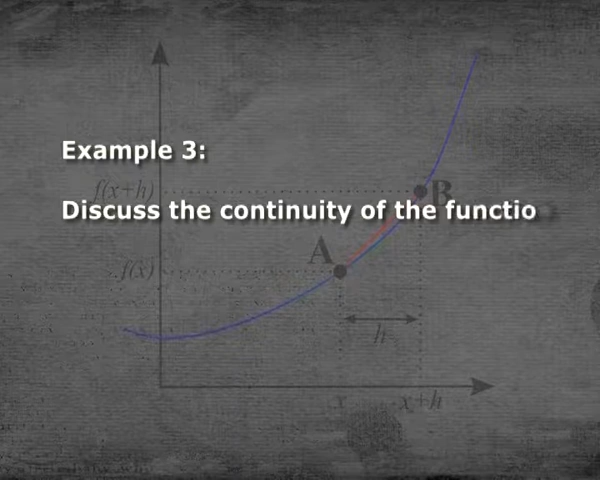 Example 3:
f(x+h)
B
Discuss the continuity of the functio
A
f(x)
h
x
x+h